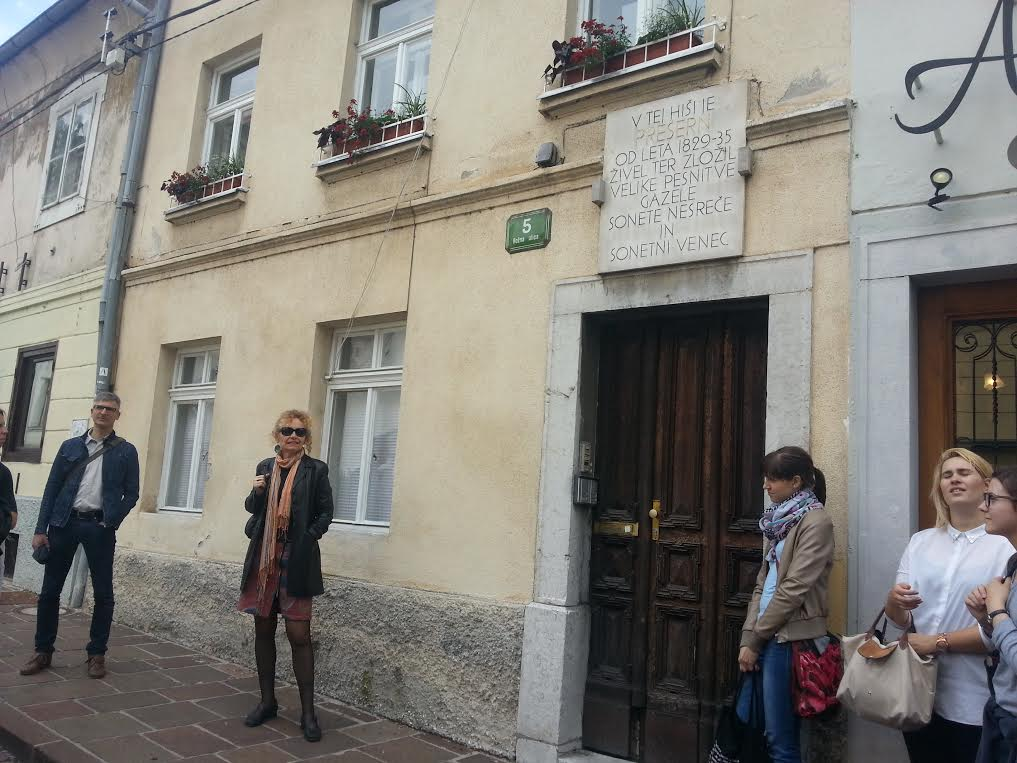 V TEJ HIŠI JE
PREŠERN
OD LETA 1829-35
ŽIVEL TER ZLOŽIL
VELIKE PESNITVE
GAZELE
SONETE NESREČE
IN
SONETNI VENEC
5